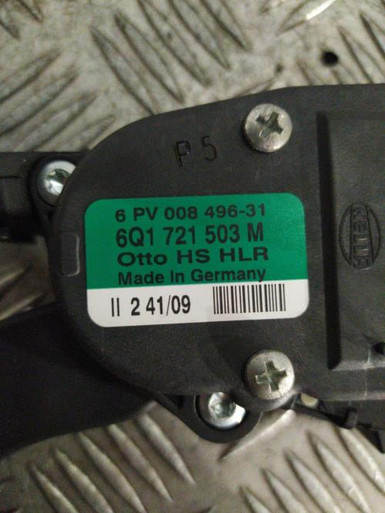 P 5
6 PV 008 496-31
6Q1 721 503 M
Otto HS HLR
Made in Germany
II 2 41/09
HELLA